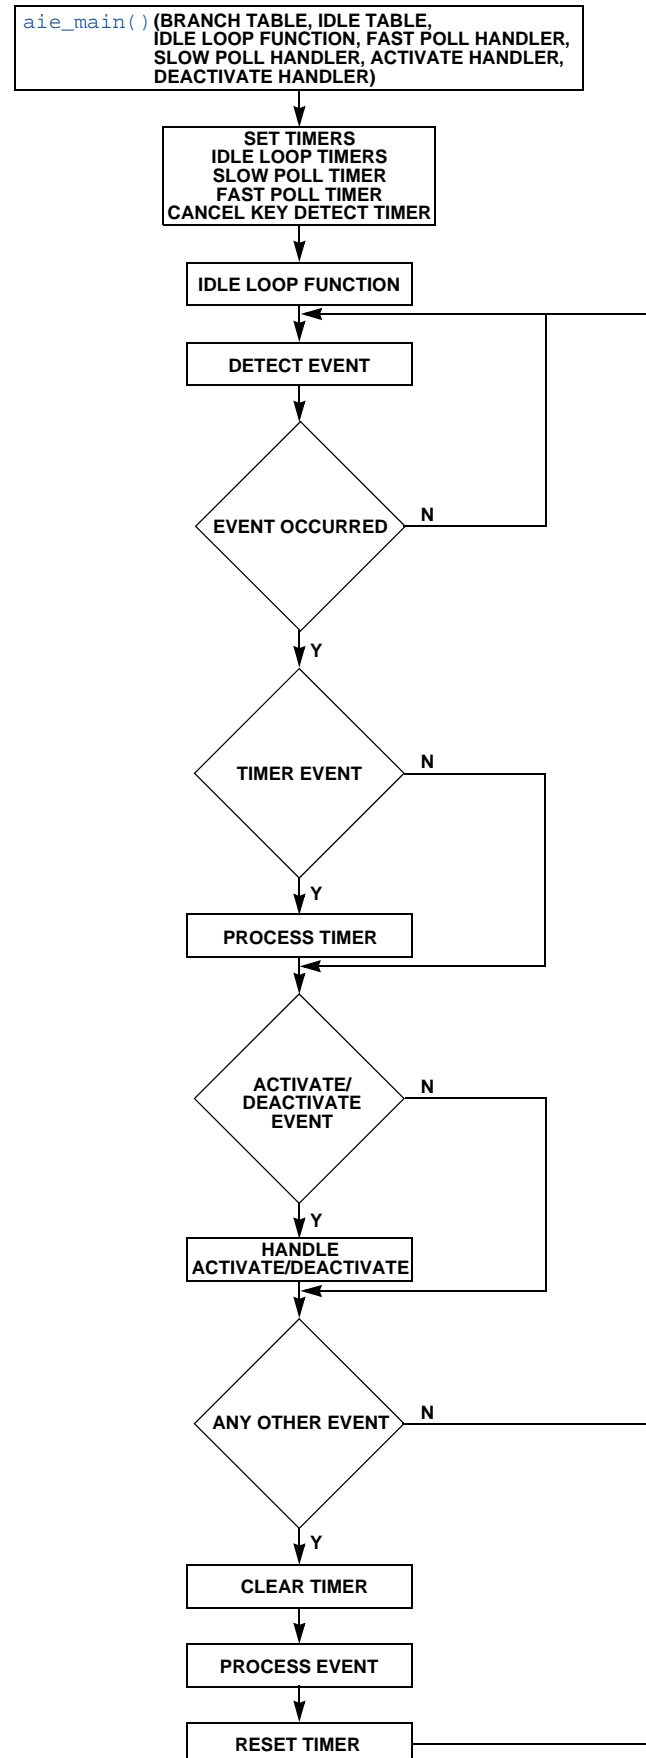 aie_main() (BRANCH TABLE, IDLE TABLE,
IDLE LOOP FUNCTION, FAST POLL HANDLER,
SLOW POLL HANDLER, ACTIVATE HANDLER,
DEACTIVATE HANDLER)
SET TIMERS
IDLE LOOP TIMERS
SLOW POLL TIMER
FAST POLL TIMER
CANCEL KEY DETECT TIMER
IDLE LOOP FUNCTION
DETECT EVENT
EVENT OCCURRED
N
Y
TIMER EVENT
N
Y
PROCESS TIMER
ACTIVATE/
DEACTIVATE
EVENT
N
Y
HANDLE
ACTIVATE/DEACTIVATE
ANY OTHER EVENT
N
Y
CLEAR TIMER
PROCESS EVENT
RESET TIMER